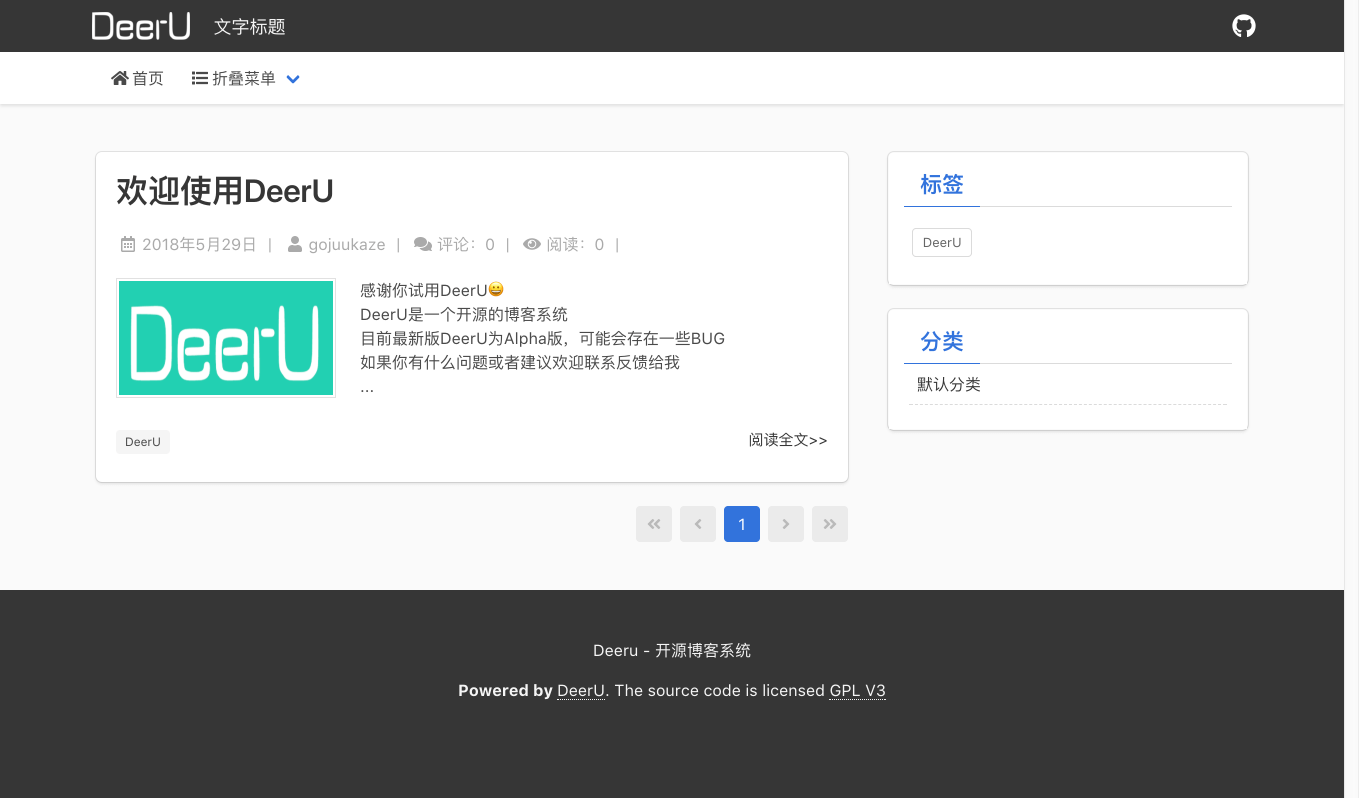 DeerU 文字标题
首页 折叠菜单
欢迎使用DeerU
2018年5月29日 | gojuukaze | 评论：0 | 阅读：0 |
DeerU
感谢你试用DeerU😀
DeerU是一个开源的博客系统
目前最新版DeerU为Alpha版，可能会存在一些BUG
如果你有什么问题或者建议欢迎联系反馈给我
...
DeerU
阅读全文>>
1
标签
DeerU
分类
默认分类
Deeru - 开源博客系统
Powered by DeerU. The source code is licensed GPL V3